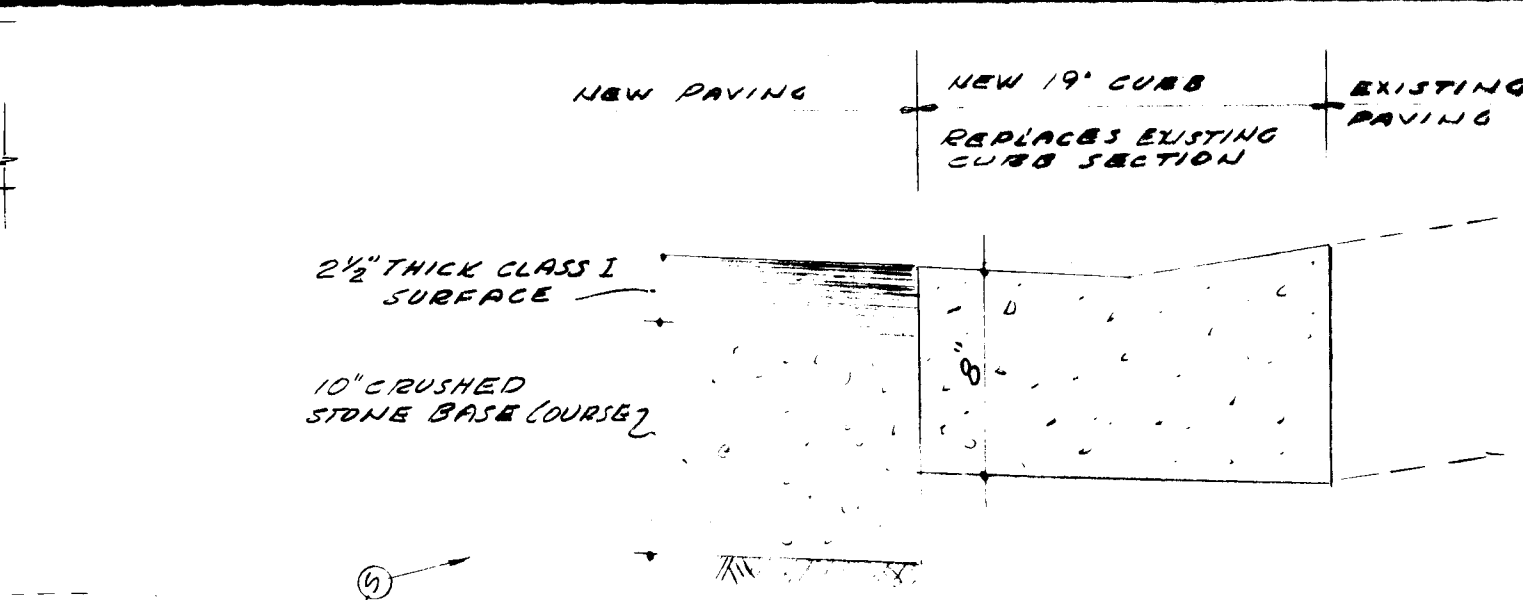 NEW PAVING
NEW 19" CURB
REPLACES EXISTING
CURB SECTION
EXISTING
PAVING
2½" THICK CLASS I
SURFACE
8"
10" CRUSHED
STONE BASE COURSE
5